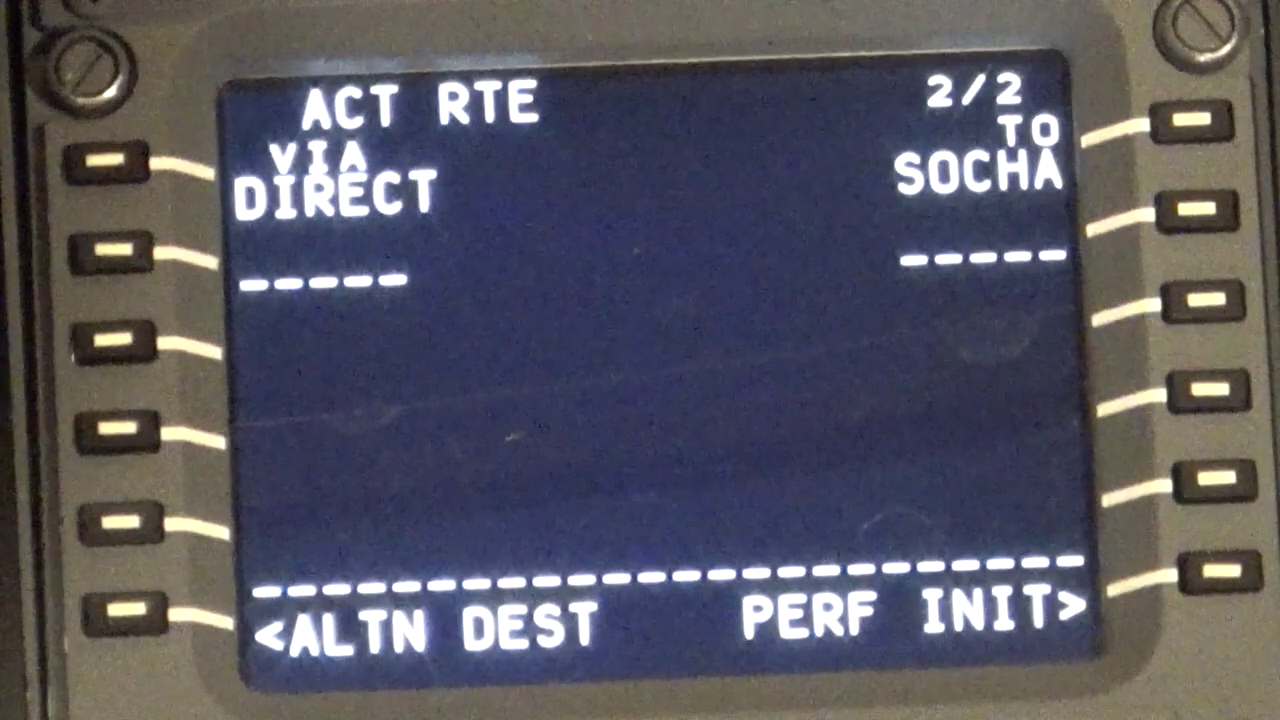 ACT RTE 2/2
VIA TO
DIRECT SOCHA
----- -----
------------------------
<ALTN DEST PERF INIT>